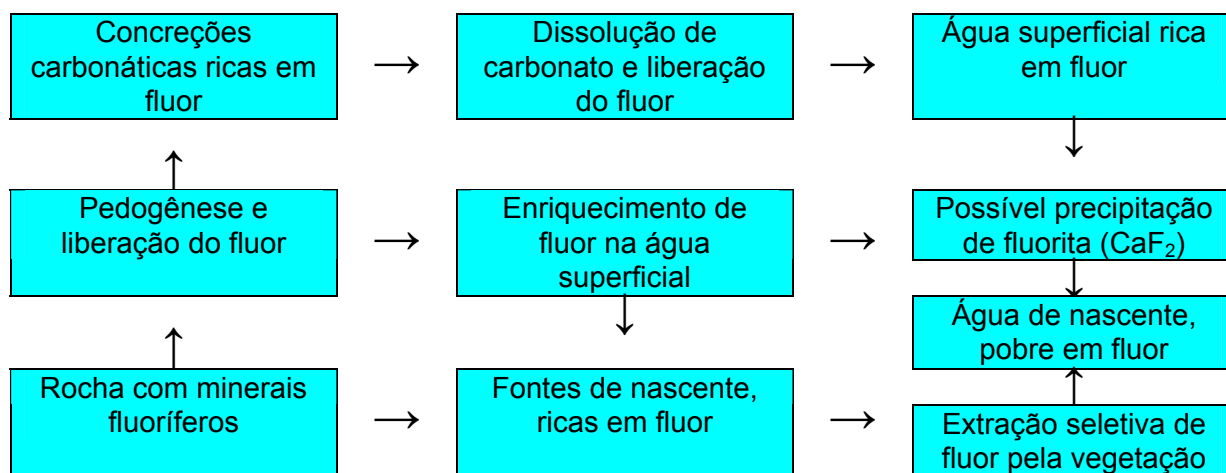 Concreções
carbonáticas ricas em
fluor
→
Dissolução de
carbonato e liberação
do fluor
→
Água superficial rica
em fluor
↑
↓
Pedogênese e
liberação do fluor
→
Enriquecimento de
fluor na água
superficial
→
Possível precipitação
de fluorita (CaF₂)
↑
↓
↓
Água de nascente,
pobre em fluor
Rocha com minerais
fluoríferos
→
Fontes de nascente,
ricas em fluor
→
↑
Extração seletiva de
fluor pela vegetação